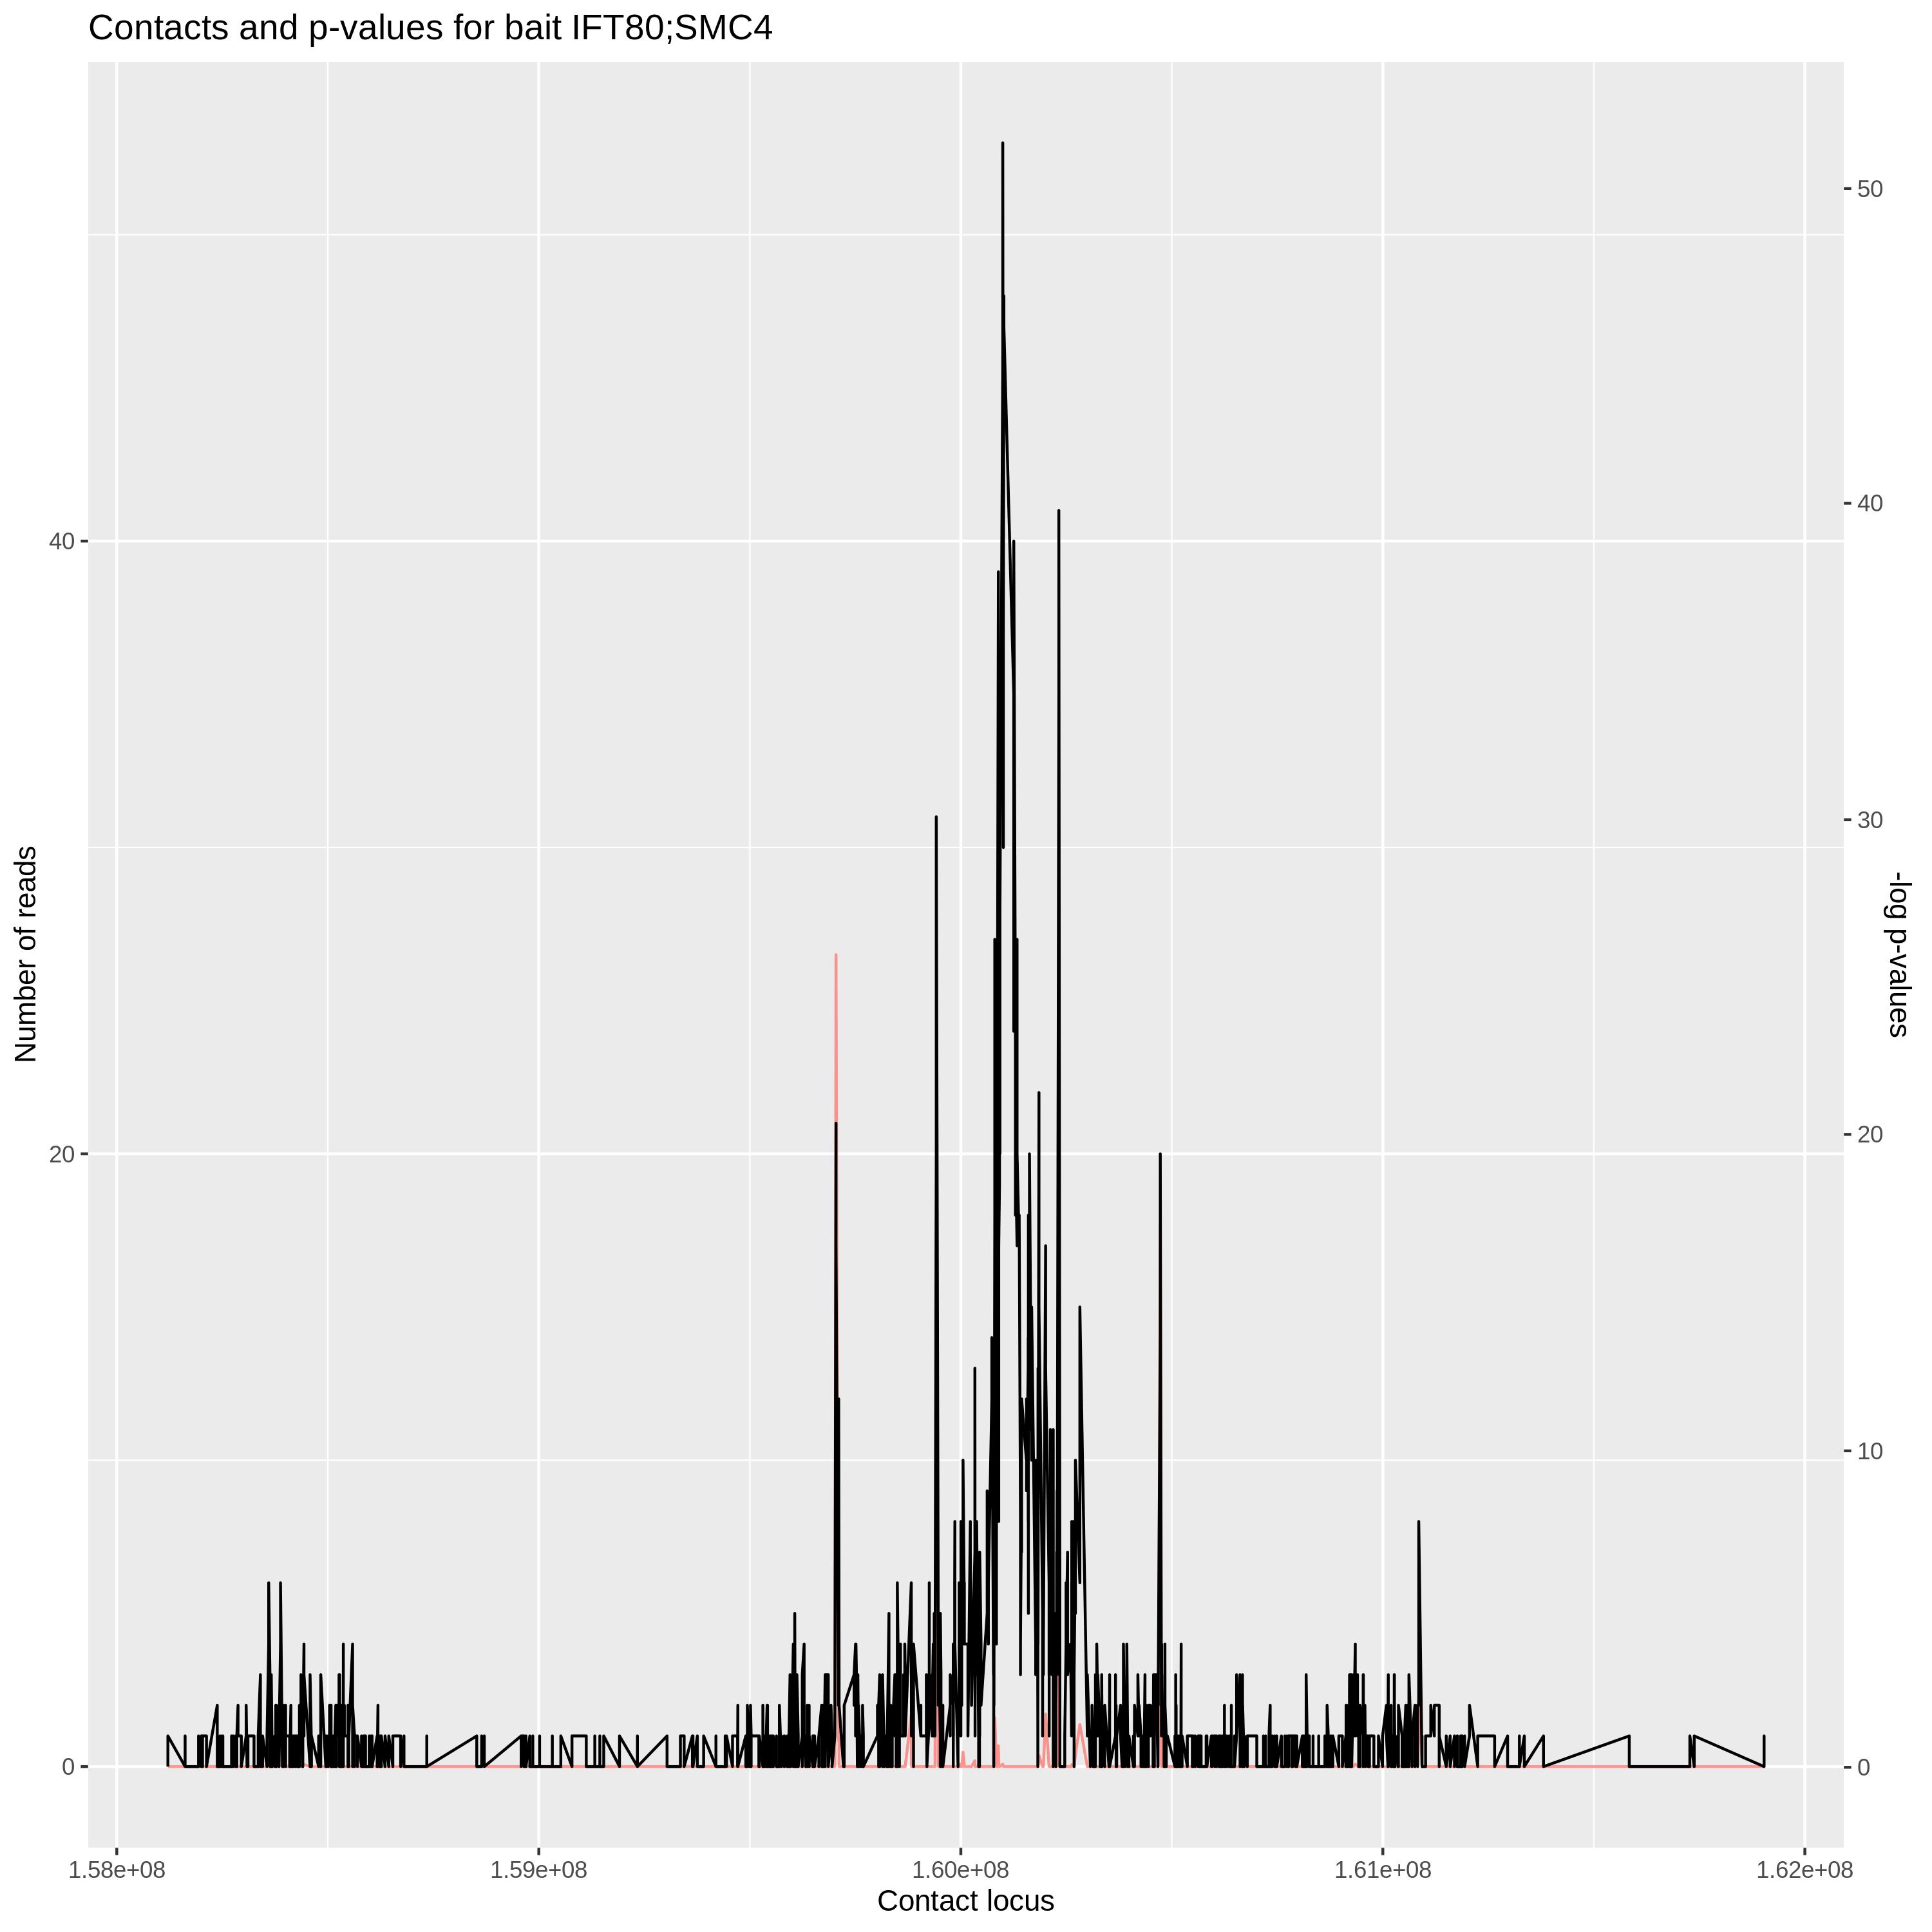 Contacts and p-values for bait IFT80;SMC4
Number of reads
40
20
0
50
40
30
20
10
0
-log p-values
1.58e+08
1.59e+08
1.60e+08
1.61e+08
1.62e+08
Contact locus